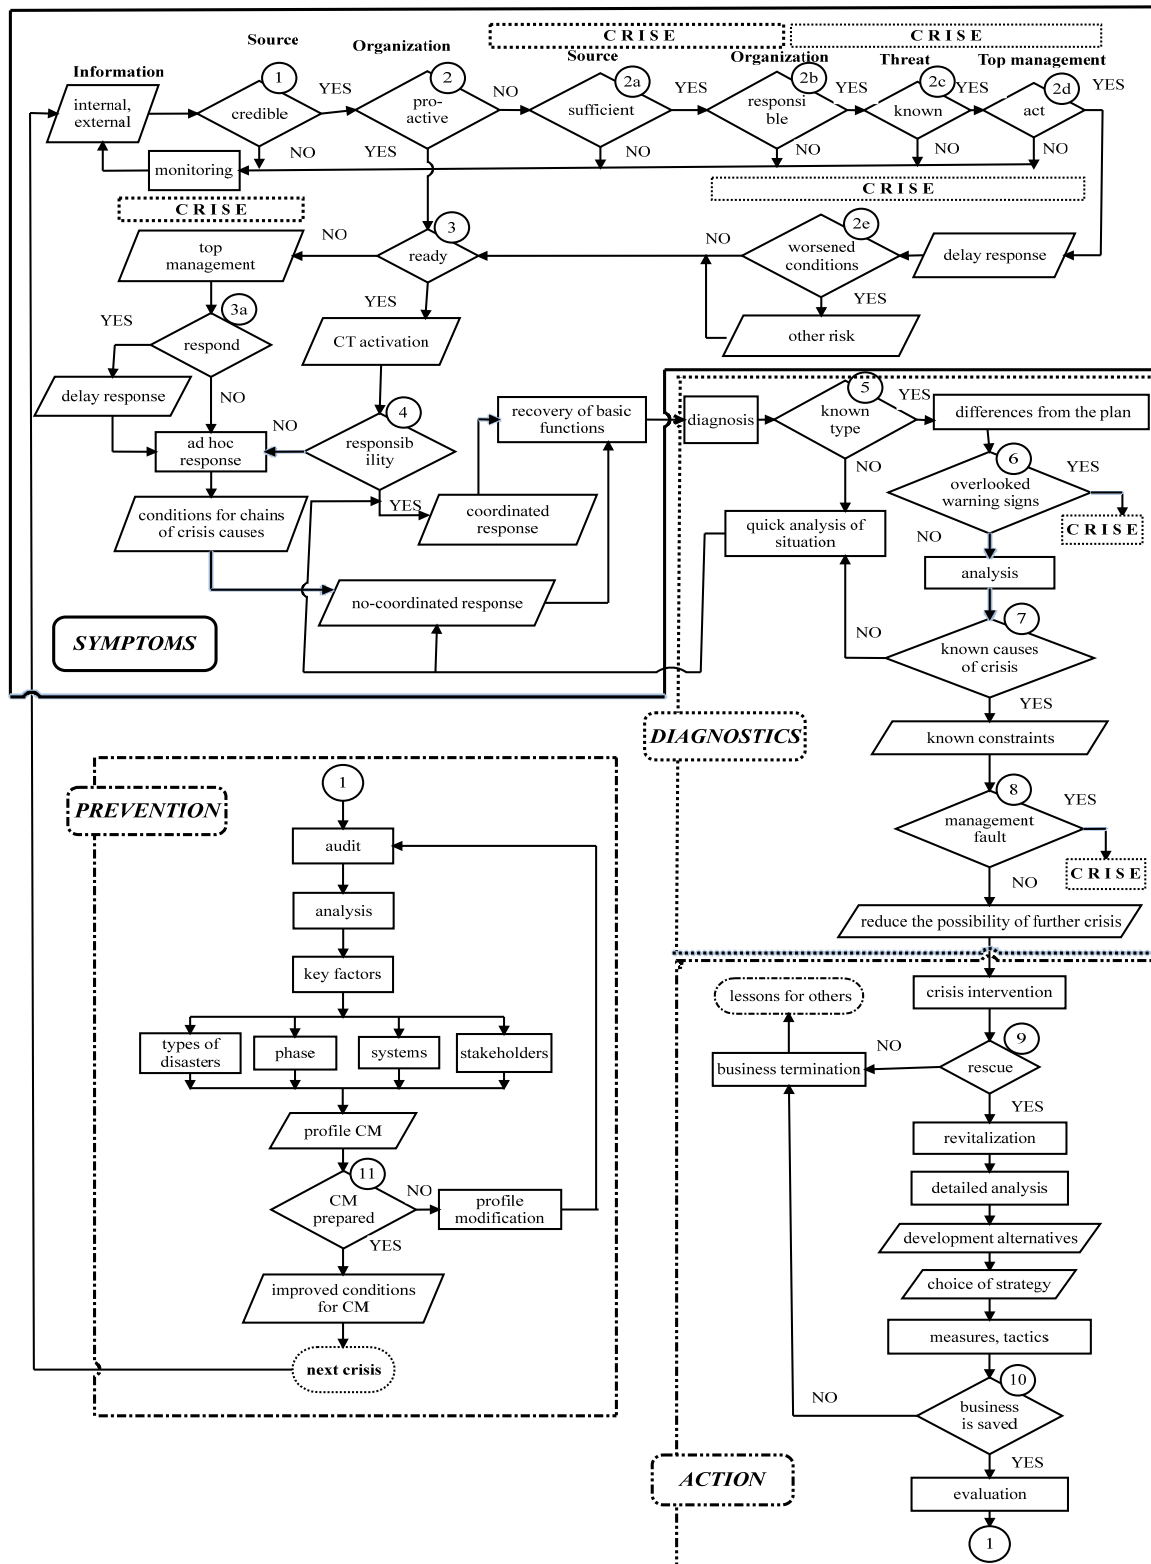 C R I S E
C R I S E
Source
Organization
Source
Organization
Threat
Top management
Information
1
2
2a
2b
2c
2d
internal,
external
credible
YES
pro-
active
NO
sufficient
YES
responsi
ble
YES
known
YES
act
YES
NO
YES
NO
NO
NO
NO
monitoring
C R I S E
C R I S E
top
management
NO
3
ready
NO
2e
worsened
conditions
delay response
YES
3a
respond
YES
CT activation
YES
other risk
delay response
NO
ad hoc
response
NO
4
responsib
ility
YES
recovery of basic
functions
coordinated
response
conditions for chains
of crisis causes
no-coordinated response
SYMPTOMS
diagnosis
5
known
type
YES
differences from the plan
NO
6
overlooked
warning signs
YES
C R I S E
quick analysis of
situation
NO
analysis
7
NO
known causes
of crisis
YES
DIAGNOSTICS
known constraints
8
management
fault
YES
C R I S E
NO
reduce the possibility of further crisis
PREVENTION
1
audit
analysis
key factors
types of
disasters
phase
systems
stakeholders
profile CM
11
CM
prepared
NO
profile
modification
YES
improved conditions
for CM
next crisis
lessons for others
crisis intervention
9
business termination
NO
rescue
YES
revitalization
detailed analysis
development alternatives
choice of strategy
measures, tactics
10
NO
business
is saved
YES
ACTION
evaluation
1